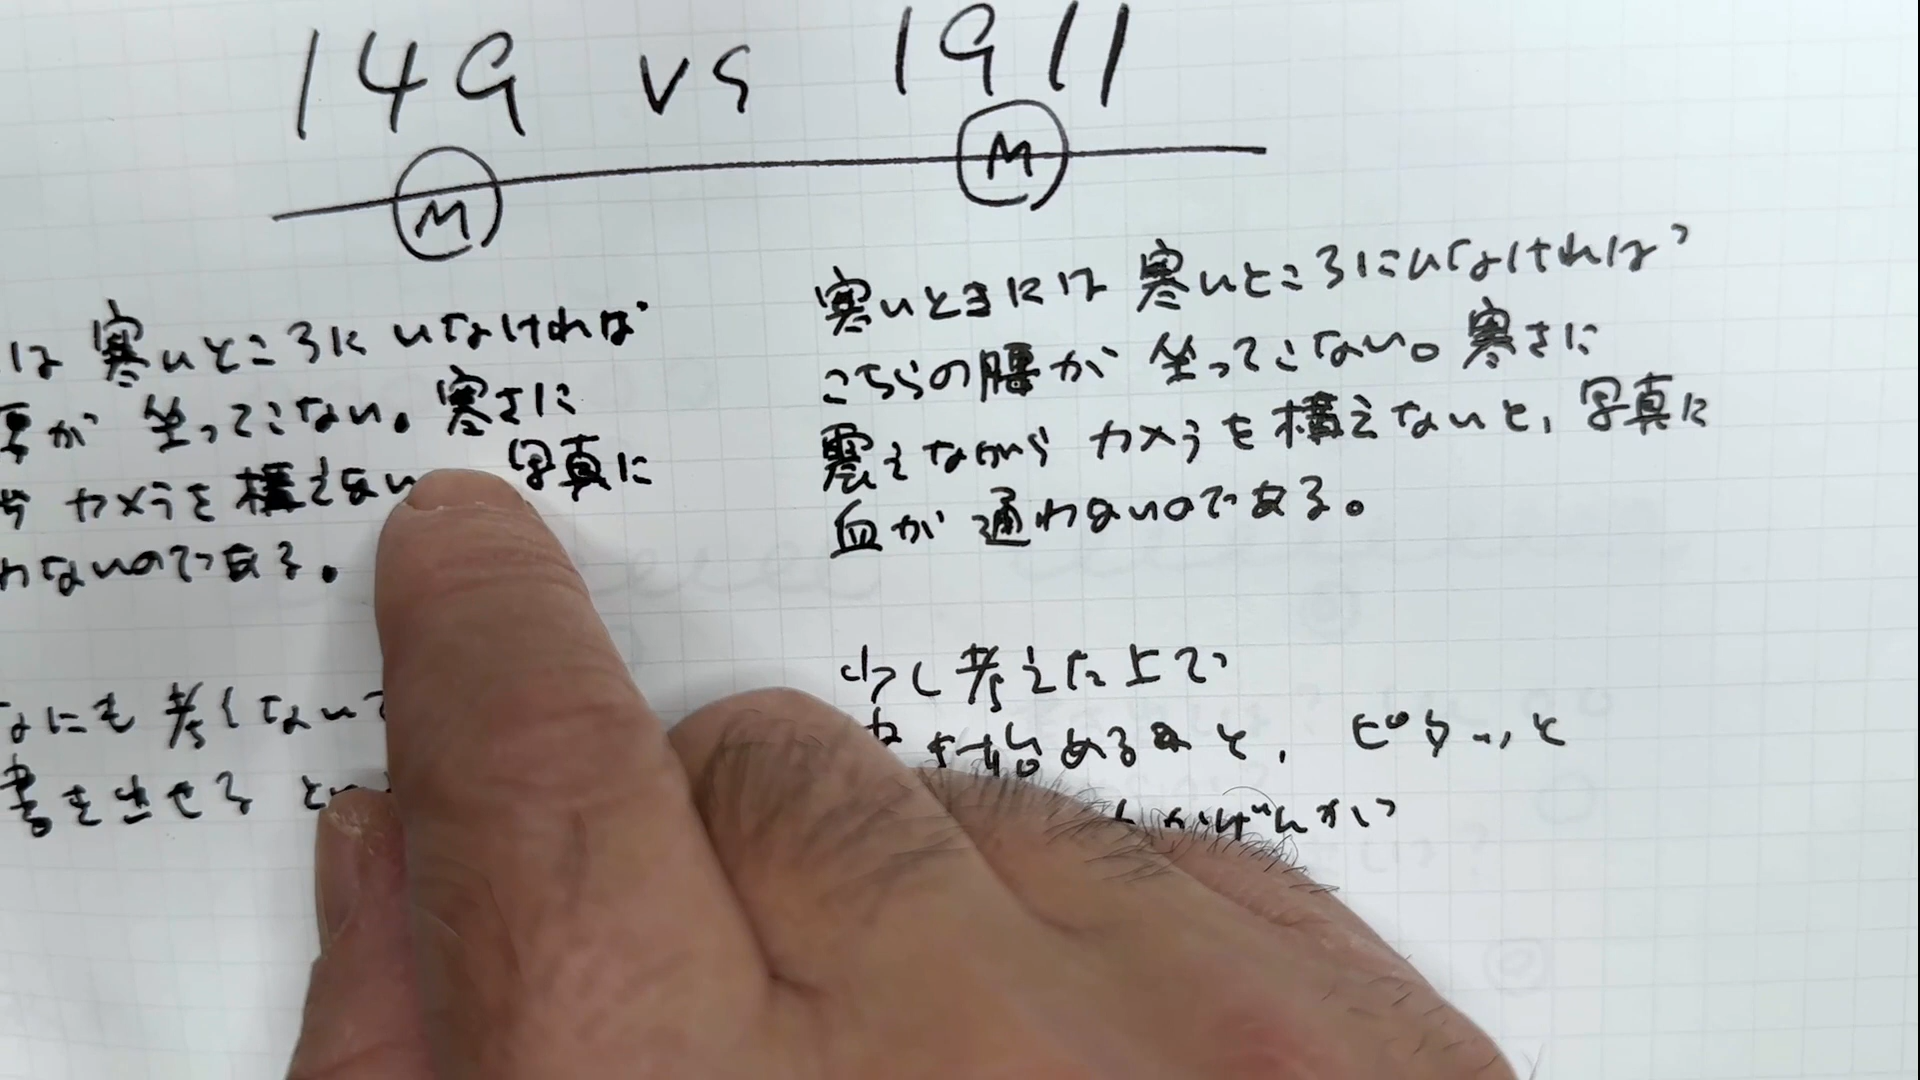 149 vs 1911
M M
は 寒いところに いなければ
が 坐ってこない。寒さに
カメラを構えない 写真に
わないのである。
なにも考えないで
書き出せる
寒いときには 寒いところにいなければ
こちらの腰が 坐ってこない。寒さに
震えながら カメラを構えないと、写真に
血が通わないのである。
少し考えた上で
始める と、ピタッと